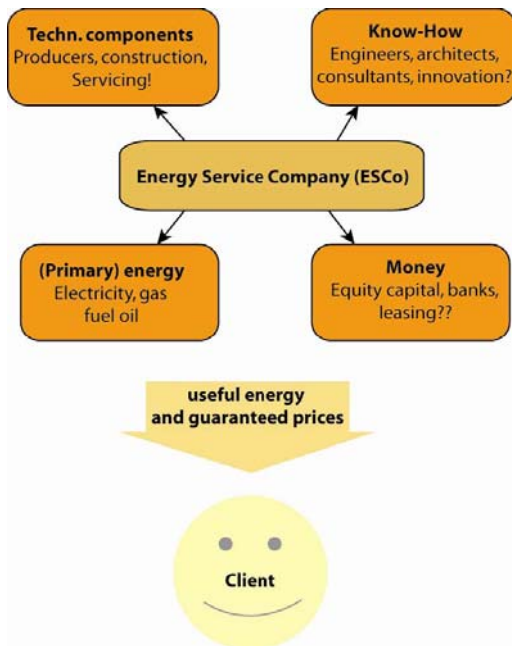 Techn. components
Producers, construction,
Servicing!
Know-How
Engineers, architects,
consultants, innovation?
Energy Service Company (ESCo)
(Primary) energy
Electricity, gas
fuel oil
Money
Equity capital, banks,
leasing??
useful energy
and guaranteed prices
Client